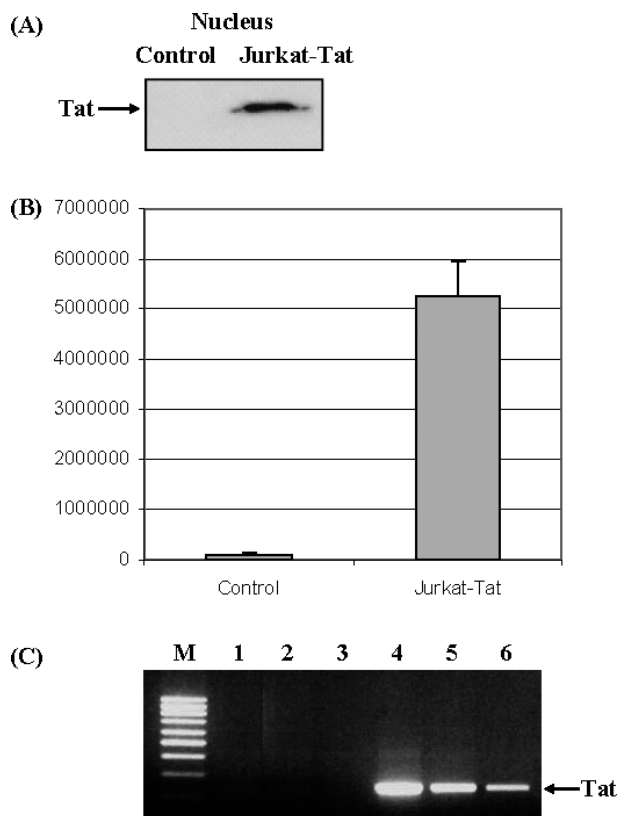 (A)
Nucleus
Control Jurkat-Tat
Tat
(B)
7000000
6000000
5000000
4000000
3000000
2000000
1000000
0
Control Jurkat-Tat
(C)
M 1 2 3 4 5 6
Tat